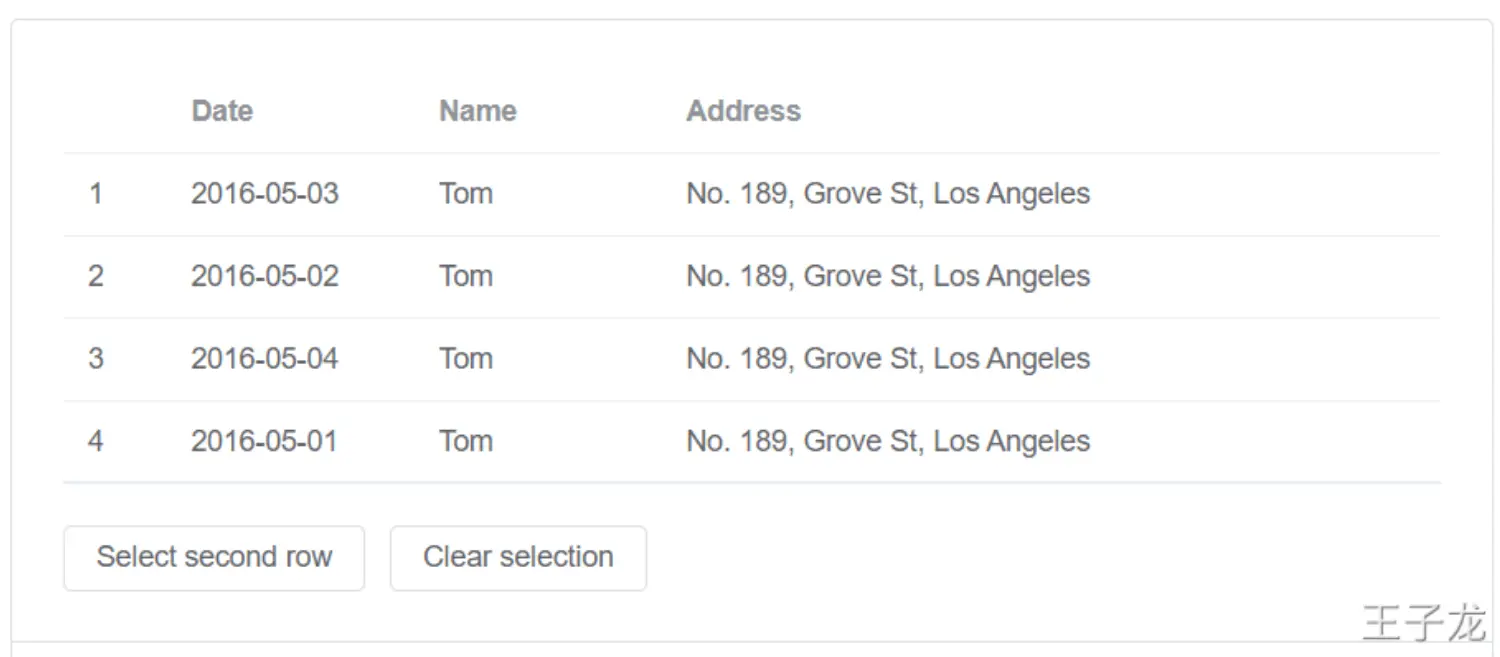 Date Name Address
1 2016-05-03 Tom No. 189, Grove St, Los Angeles
2 2016-05-02 Tom No. 189, Grove St, Los Angeles
3 2016-05-04 Tom No. 189, Grove St, Los Angeles
4 2016-05-01 Tom No. 189, Grove St, Los Angeles
Select second row Clear selection
王子龙